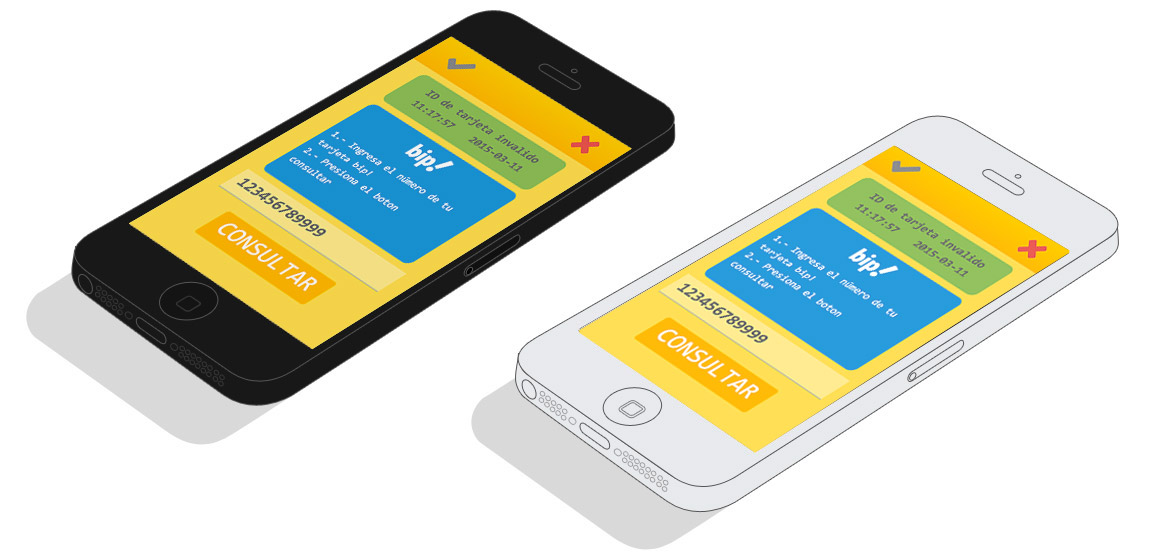 ID de tarjeta invalido
11:17:57 2015-03-11
bip!
1.- Ingresa el número de tu
tarjeta bip!
2.- Presiona el boton
consultar
123456789999
CONSULTAR
ID de tarjeta invalido
11:17:57 2015-03-11
bip!
1.- Ingresa el número de tu
tarjeta bip!
2.- Presiona el boton
consultar
123456789999
CONSULTAR